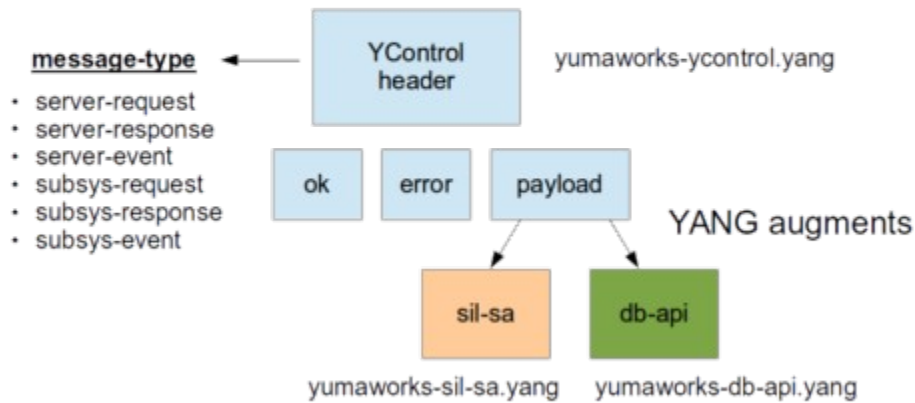 YControl
header
yumaworks-ycontrol.yang
message-type
• server-request
• server-response
• server-event
• subsys-request
• subsys-response
• subsys-event
ok
error
payload
YANG augments
sil-sa
db-api
yumaworks-sil-sa.yang
yumaworks-db-api.yang